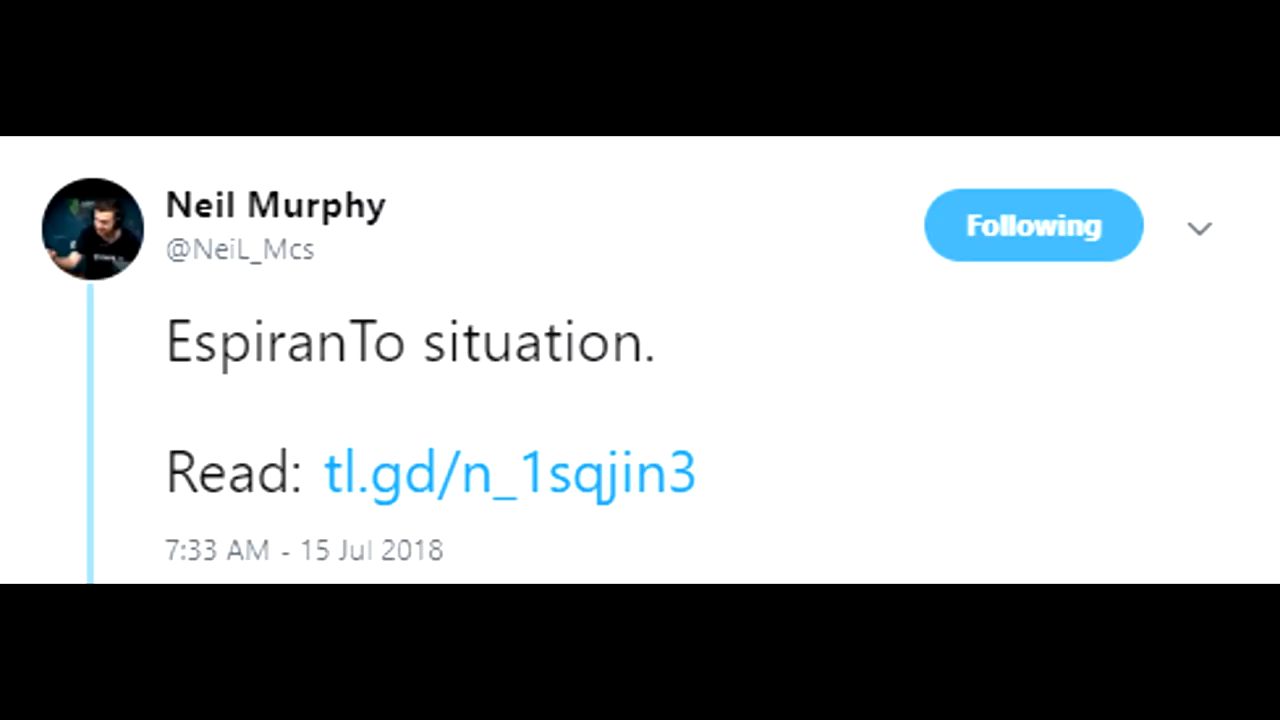 Neil Murphy
@NeiL_Mcs
Following
EspiranTo situation.
Read: tl.gd/n_1sqjin3
7:33 AM - 15 Jul 2018